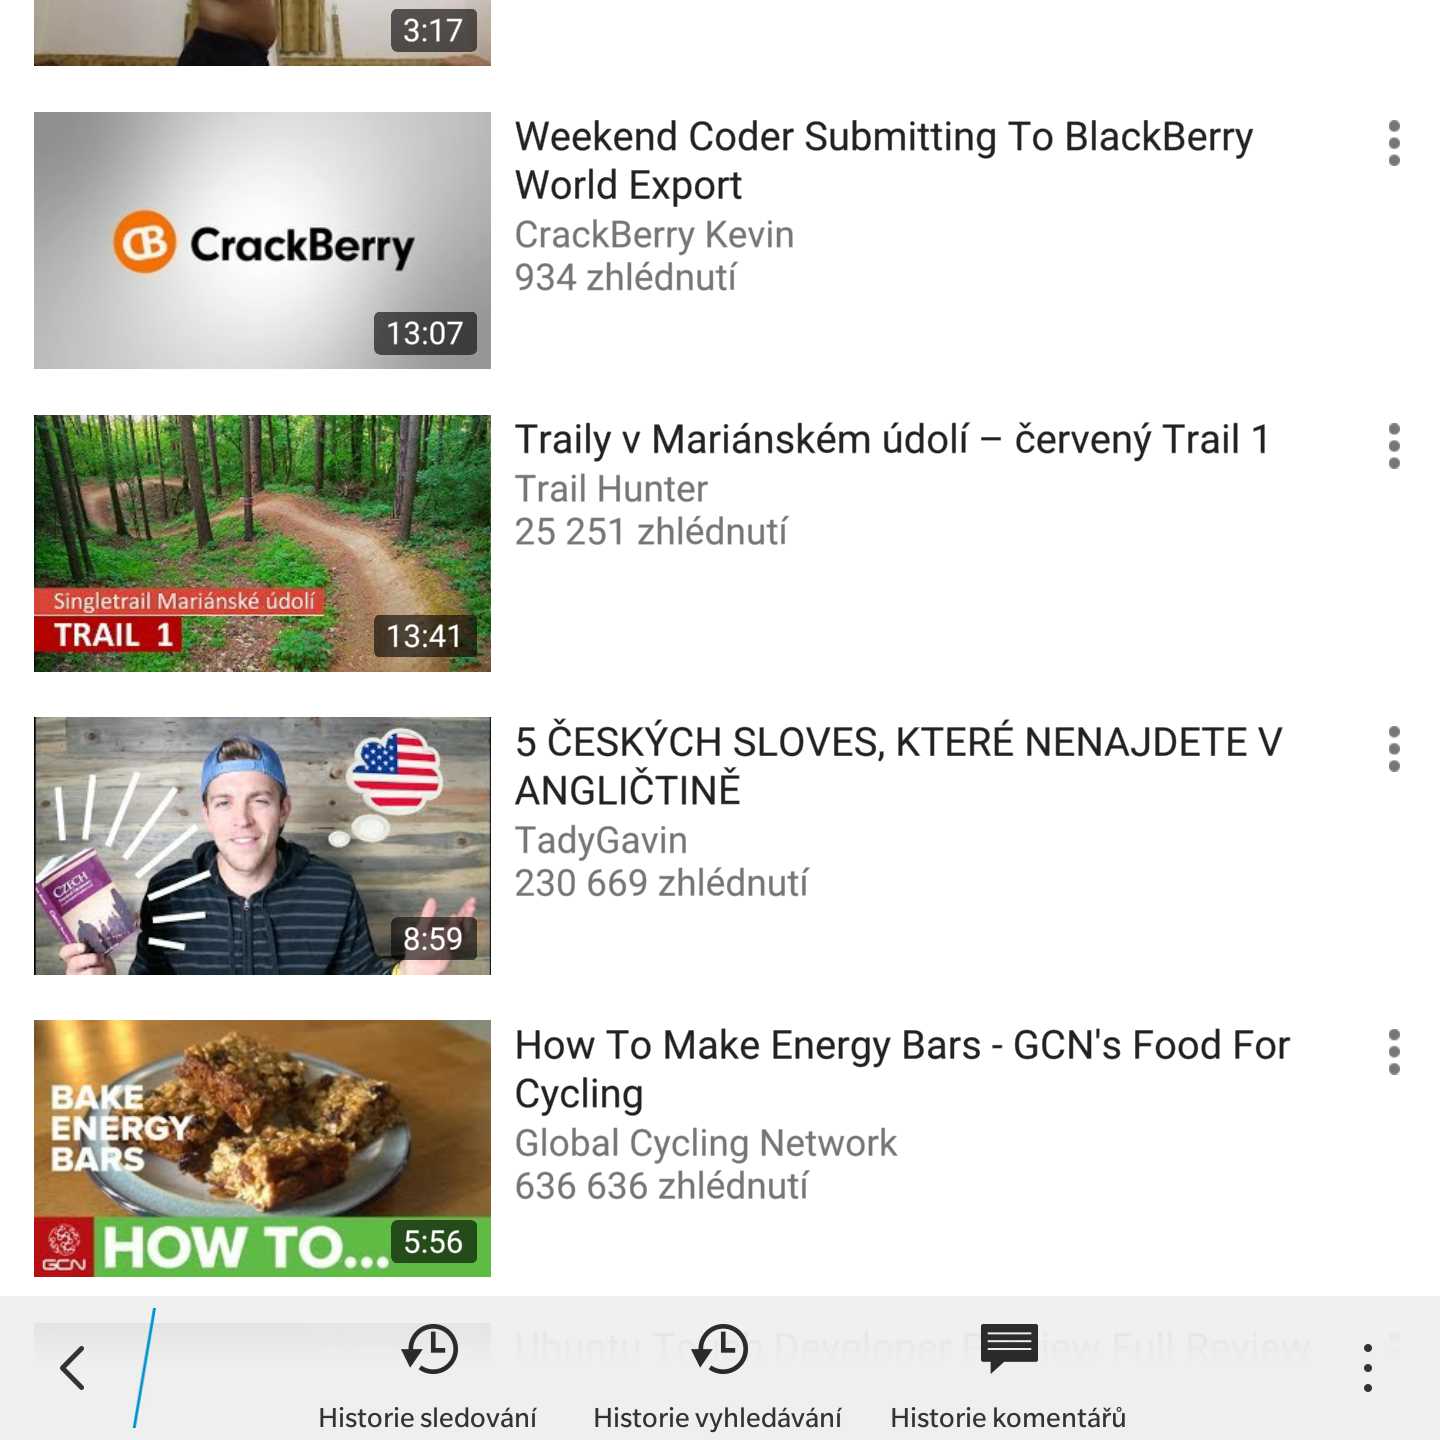 3:17
CrackBerry
13:07
Weekend Coder Submitting To BlackBerry
World Export
CrackBerry Kevin
934 zhlédnutí
Singletrail Mariánské údolí
TRAIL 1
13:41
Traily v Mariánském údolí – červený Trail 1
Trail Hunter
25 251 zhlédnutí
CZECH
8:59
5 ČESKÝCH SLOVES, KTERÉ NENAJDETE V
ANGLIČTINĚ
TadyGavin
230 669 zhlédnutí
BAKE
ENERGY
BARS
GCN
HOW TO...
5:56
How To Make Energy Bars - GCN's Food For
Cycling
Global Cycling Network
636 636 zhlédnutí
Ubuntu Developer Full Review
Historie sledování
Historie vyhledávání
Historie komentářů